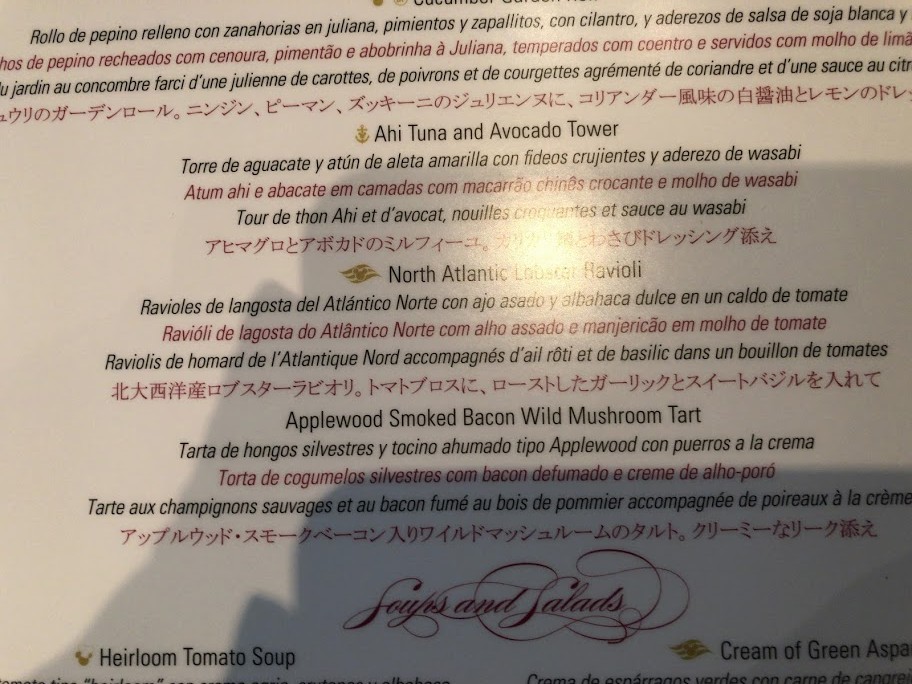 Cucumber Garden Roll
Rollo de pepino relleno con zanahorias en juliana, pimientos y zapallitos, con cilantro, y aderezos de salsa de soja blanca y
de pepino recheados com cenoura, pimentão e abobrinha à Juliana, temperados com coentro e servidos com molho de
jardin au concombre farci d'une julienne de carottes, de poivrons et de courgettes agrémenté de coriandre et d'une sauce au
ウリのガーデンロール。ニンジン、ピーマン、ズッキーニのジュリエンヌに、コリアンダー風味の白醤油とレモンのドレ
Ahi Tuna and Avocado Tower
Torre de aguacate y atún de aleta amarilla con fideos crujientes y aderezo de wasabi
Atum ahi e abacate em camadas com macarrão chinês crocante e molho de wasabi
Tour de thon Ahi et d'avocat, nouilles croquantes et sauce au wasabi
アヒマグロとアボカドのミルフィーユ。とわさびドレッシング添え
North Atlantic Lobster Ravioli
Ravioles de langosta del Atlántico Norte con ajo asado y albahaca dulce en un caldo de tomate
Ravióli de lagosta do Atlântico Norte com alho assado e manjericão em molho de tomate
Raviolis de homard de l'Atlantique Nord accompagnés d'ail rôti et de basilic dans un bouillon de tomates
北大西洋産ロブスターラビオリ。トマトブロスに、ローストしたガーリックとスイートバジルを入れて
Applewood Smoked Bacon Wild Mushroom Tart
Tarta de hongos silvestres y tocino ahumado tipo Applewood con puerros a la crema
Torta de cogumelos silvestres com bacon defumado e creme de alho-poró
Tarte aux champignons sauvages et au bacon fumé au bois de pommier accompagnée de poireaux à la crème
アップルウッド・スモークベーコン入りワイルドマッシュルームのタルト。クリーミーなリーク添え
Soups and Salads
Heirloom Tomato Soup
Cream of Green
tipo "heirloom" con crema agria, crutones y albahaca
Crema de espárragos verdes con carne de